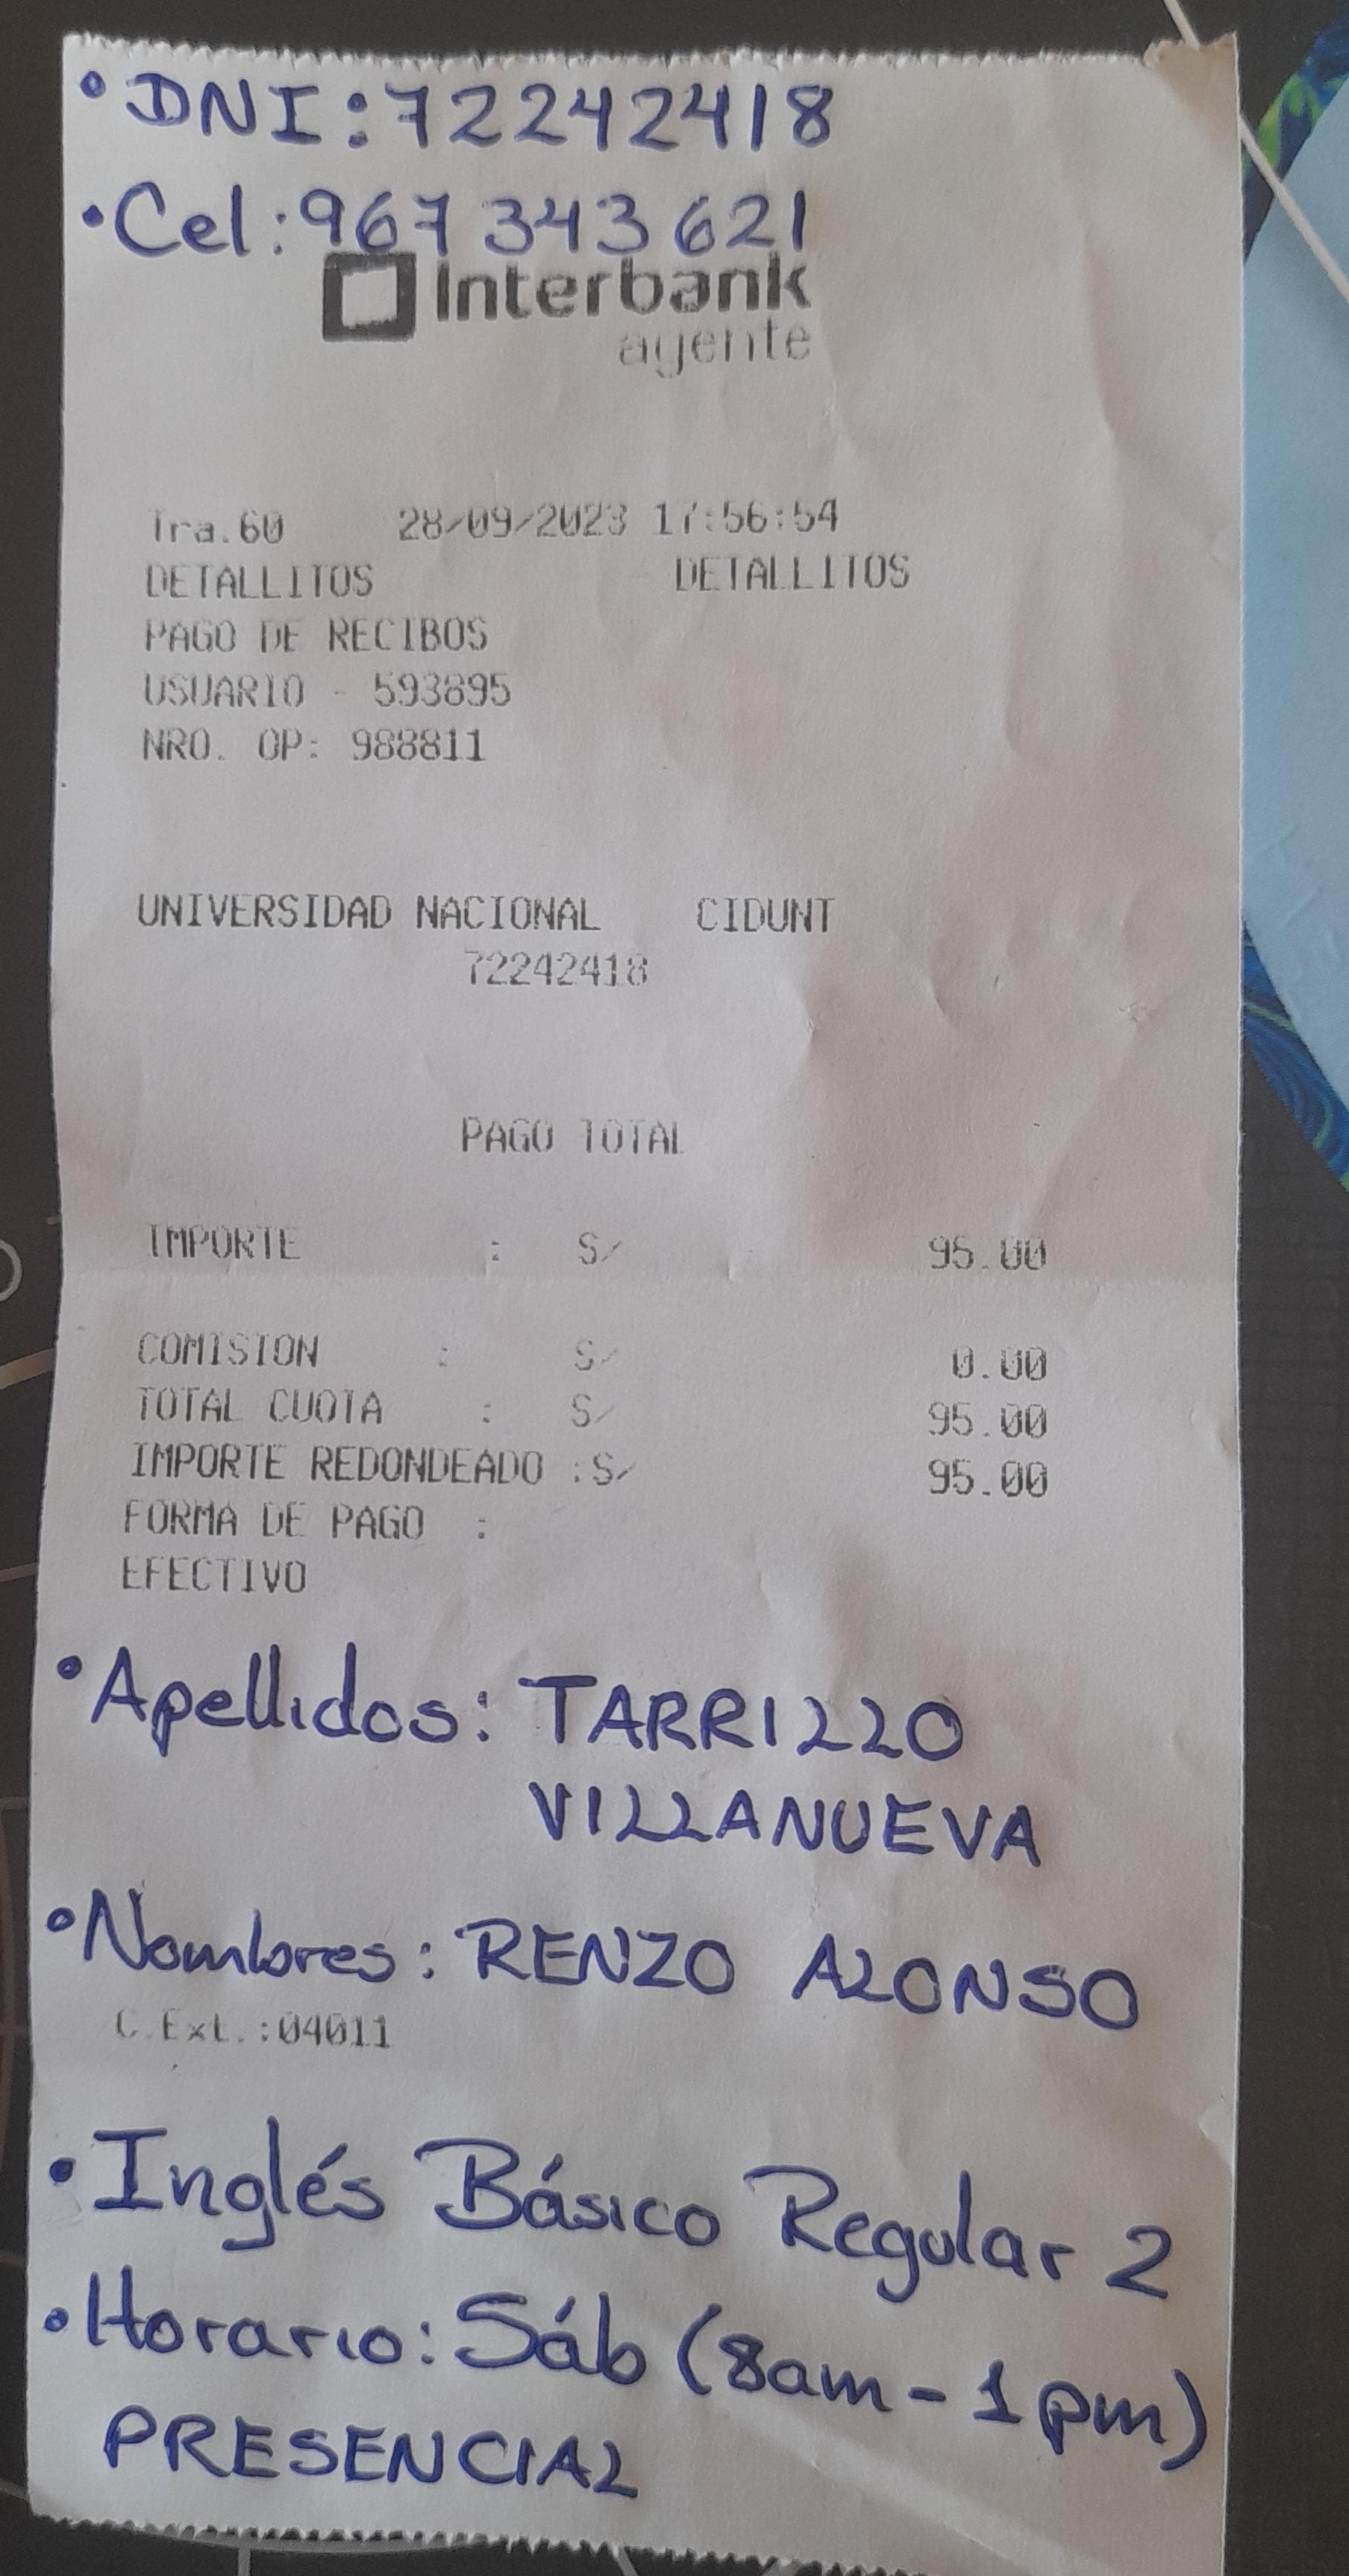 • DNI: 72242418
• Cel: 967 343 621
Interbank
agente
Tra.60 28/09/2023 17:56:54
DETALLITOS DETALLITOS
PAGO DE RECIBOS
USUARIO - 593895
NRO. OP: 988811
UNIVERSIDAD NACIONAL CIDUNT
72242418
PAGO TOTAL
IMPORTE : S/ 95.00
COMISION : S/ 0.00
TOTAL CUOTA : S/ 95.00
IMPORTE REDONDEADO :S/ 95.00
FORMA DE PAGO :
EFECTIVO
• Apellidos: TARRILLO
VILLANUEVA
• Nombres: RENZO ALONSO
C.Ext.:04011
• Inglés Básico Regular 2
• Horario: Sáb (8am - 1pm)
PRESENCIAL